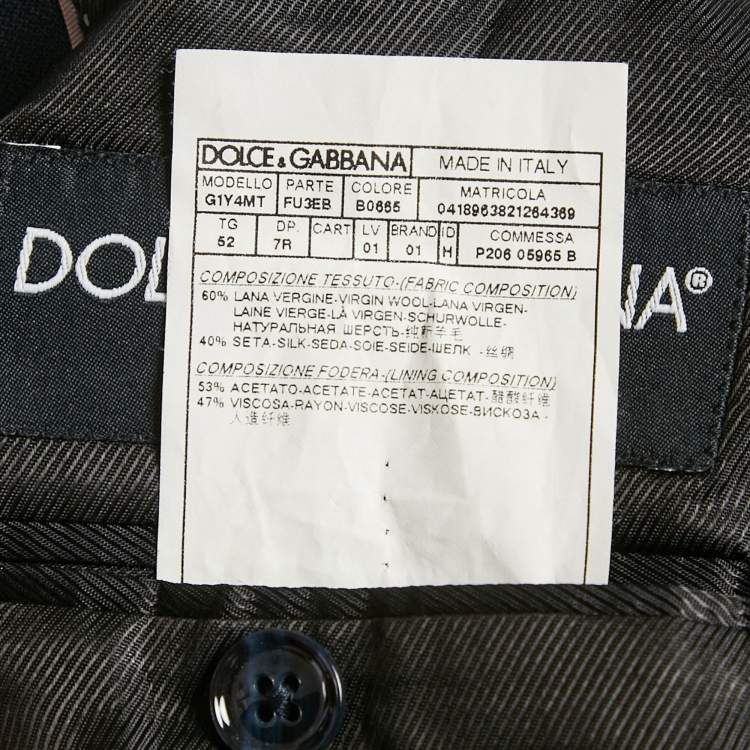 DOLCE & GABBANA MADE IN ITALY
MODELLO PARTE COLORE MATRICOLA
G1Y4MT FU3EB B0665 0418963821264369
TG DP. CART LV BRAND ID COMMESSA
52 7R 01 01 H P206 05965 B
COMPOSIZIONE TESSUTO-(FABRIC COMPOSITION)
60% LANA VERGINE-VIRGIN WOOL-LANA VIRGEN-
LAINE VIERGE-LÀ VIRGEN-SCHURWOLLE-
НАТУРАЛЬНАЯ ШЕРСТЬ-纯新羊毛
40% SETA-SILK-SEDA-SOIE-SEIDE-ШЕЛК -丝绸
COMPOSIZIONE FODERA-(LINING COMPOSITION)
53% ACETATO-ACETATE-ACETAT-АЦЕТАТ-醋酸纤维
47% VISCOSA-RAYON-VISCOSE-VISKOSE-ВИСКОЗА -
人造纤维
DOL NA®